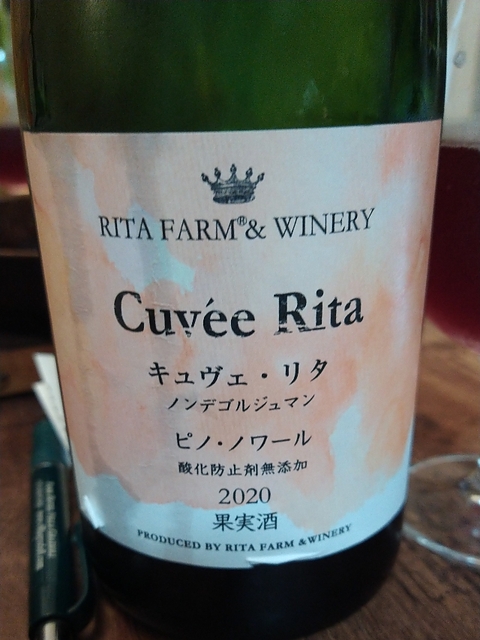 RITA FARM® & WINERY
Cuvée Rita
キュヴェ・リタ
ノンデゴルジュマン
ピノ・ノワール
酸化防止剤無添加
2020
果実酒
PRODUCED BY RITA FARM & WINERY